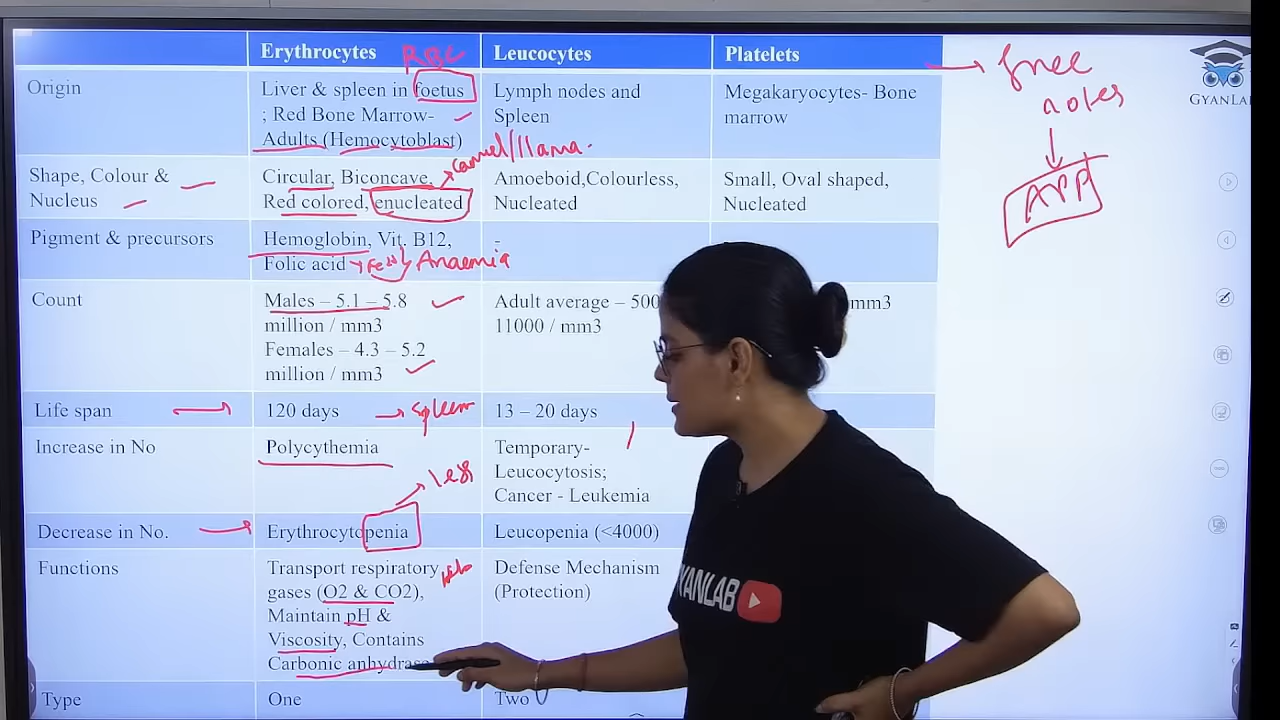 Erythrocytes RBC Leucocytes Platelets
→ free
notes
APP
GYANLAB
Origin
Liver & spleen in foetus
; Red Bone Marrow-
Adults (Hemocytoblast)
Lymph nodes and
Spleen
Megakaryocytes- Bone
marrow
camel/llama.
Shape, Colour &
Nucleus
Circular, Biconcave,
Red colored, enucleated
Amoeboid,Colourless,
Nucleated
Small, Oval shaped,
Nucleated
Pigment & precursors
Hemoglobin, Vit. B12,
Folic acid
Anaemia
-
Count
Males – 5.1 – 5.8
million / mm3
Females – 4.3 – 5.2
million / mm3
Adult average – 500
11000 / mm3
mm3
Life span
120 days → spleen
13 – 20 days
Increase in No
Polycythemia
Temporary-
Leucocytosis;
Cancer - Leukemia
less
Decrease in No.
Erythrocytopenia
Leucopenia (<4000)
Functions
Transport respiratory
gases (O2 & CO2),
Maintain pH &
Viscosity, Contains
Carbonic anhydrase
Defense Mechanism
(Protection)
Type
One
Two
GYANLAB